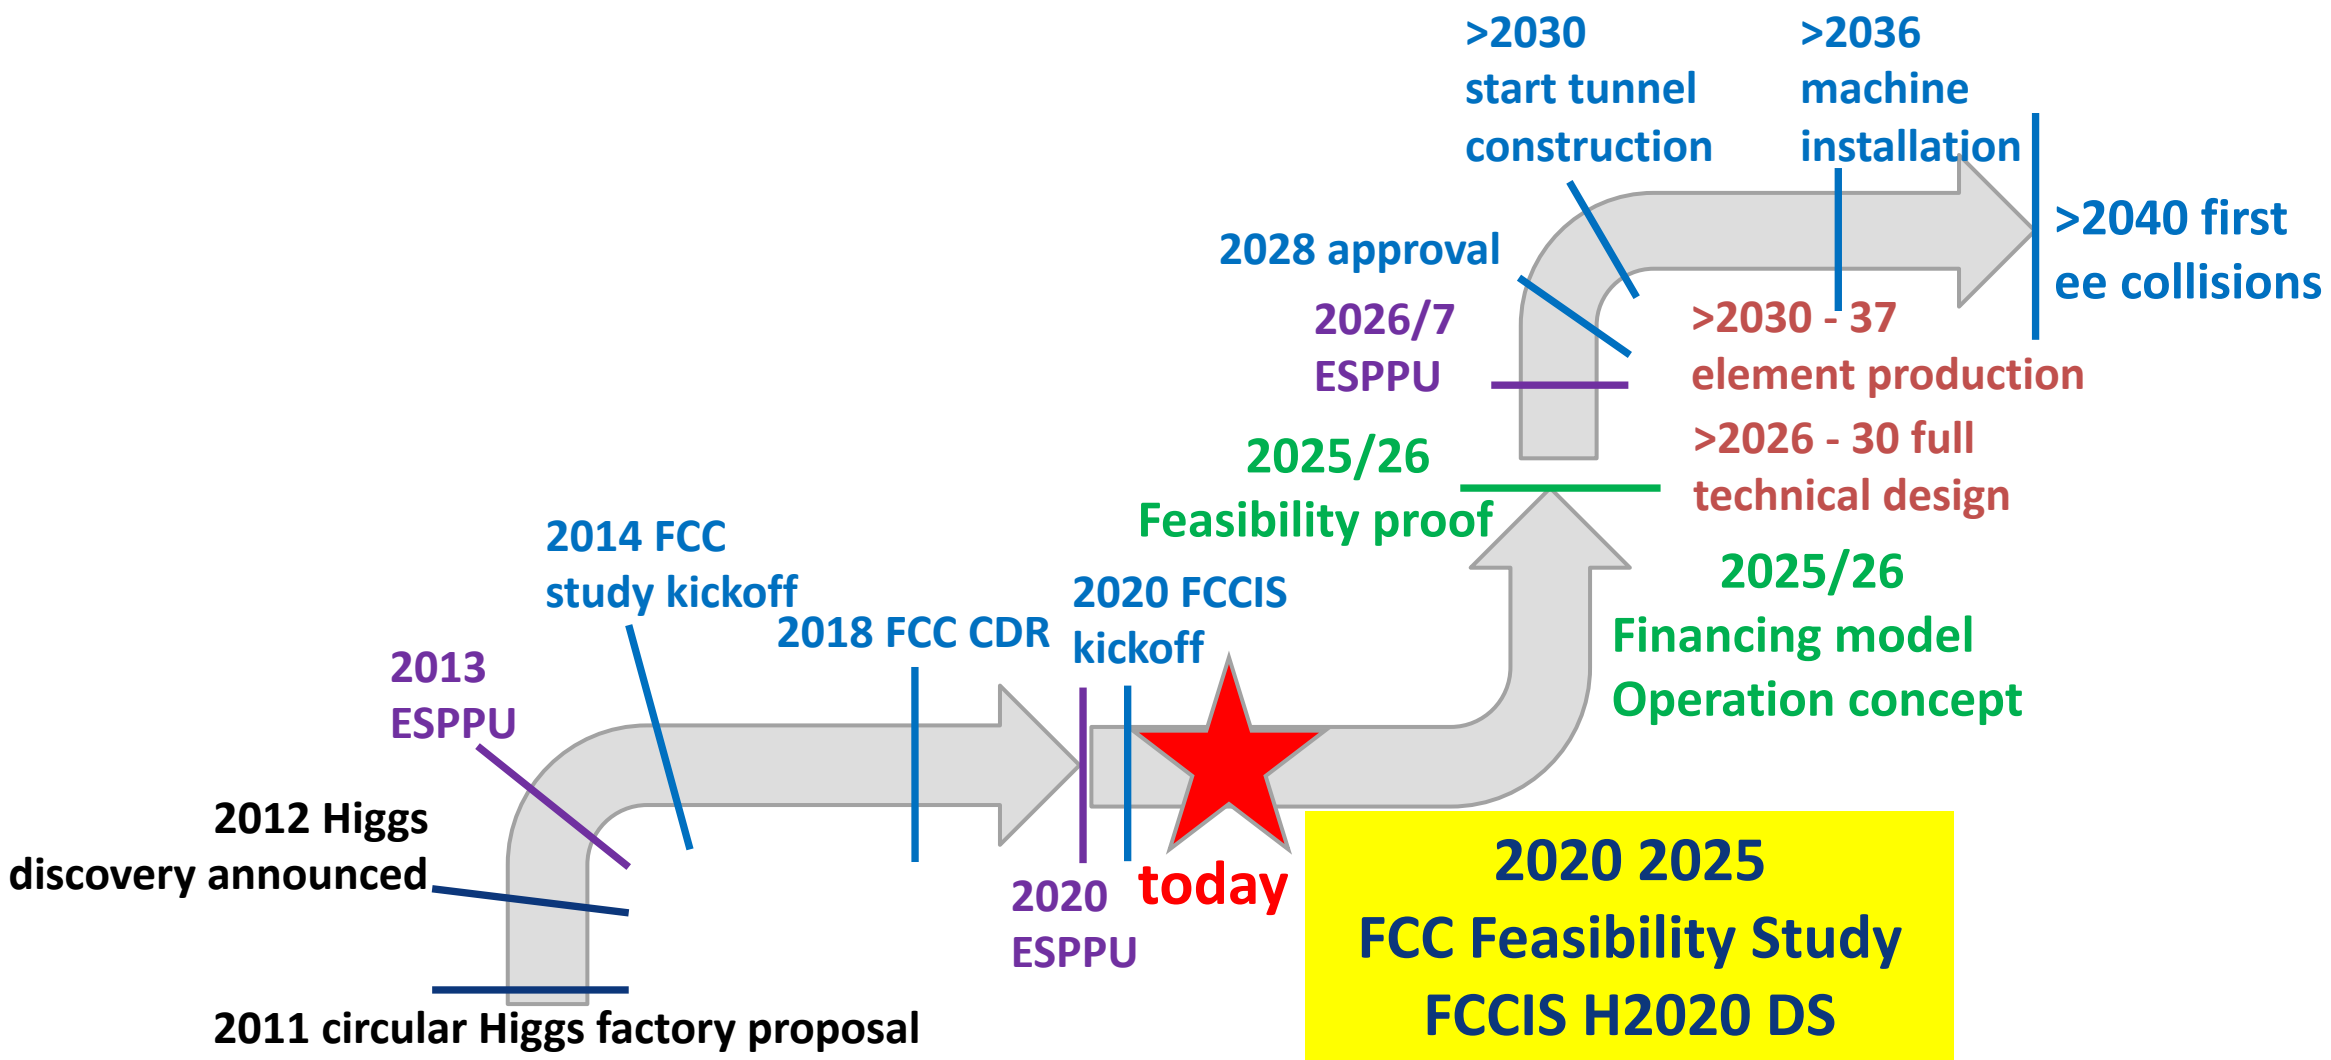 >2030
start tunnel
construction
>2036
machine
installation
>2040 first
ee collisions
2028 approval
2026/7
ESPPU
>2030 - 37
element production
>2026 - 30 full
technical design
2025/26
Feasibility proof
2025/26
Financing model
Operation concept
2014 FCC
study kickoff
2018 FCC CDR
2020 FCCIS
kickoff
2013
ESPPU
2012 Higgs
discovery announced
2011 circular Higgs factory proposal
2020
ESPPU
today
2020 2025
FCC Feasibility Study
FCCIS H2020 DS